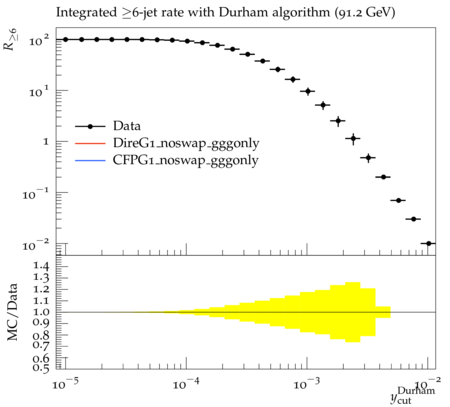 Integrated ≥6-jet rate with Durham algorithm (91.2 GeV)
R≥6
10²
10¹
1
10⁻¹
10⁻²
Data
DireG1_noswap_gggonly
CFPG1_noswap_gggonly
MC/Data
1.4
1.3
1.2
1.1
1.0
0.9
0.8
0.7
0.6
0.5
10⁻⁵ 10⁻⁴ 10⁻³ 10⁻²
y_cut^Durham